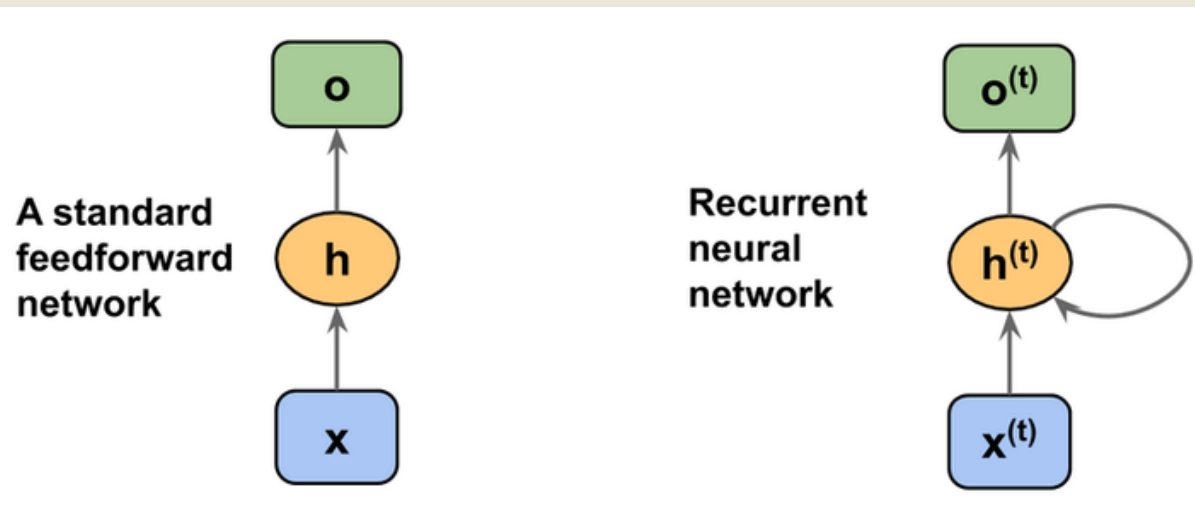 o
A standard
feedforward
network
h
x
o(t)
Recurrent
neural
network
h(t)
x(t)